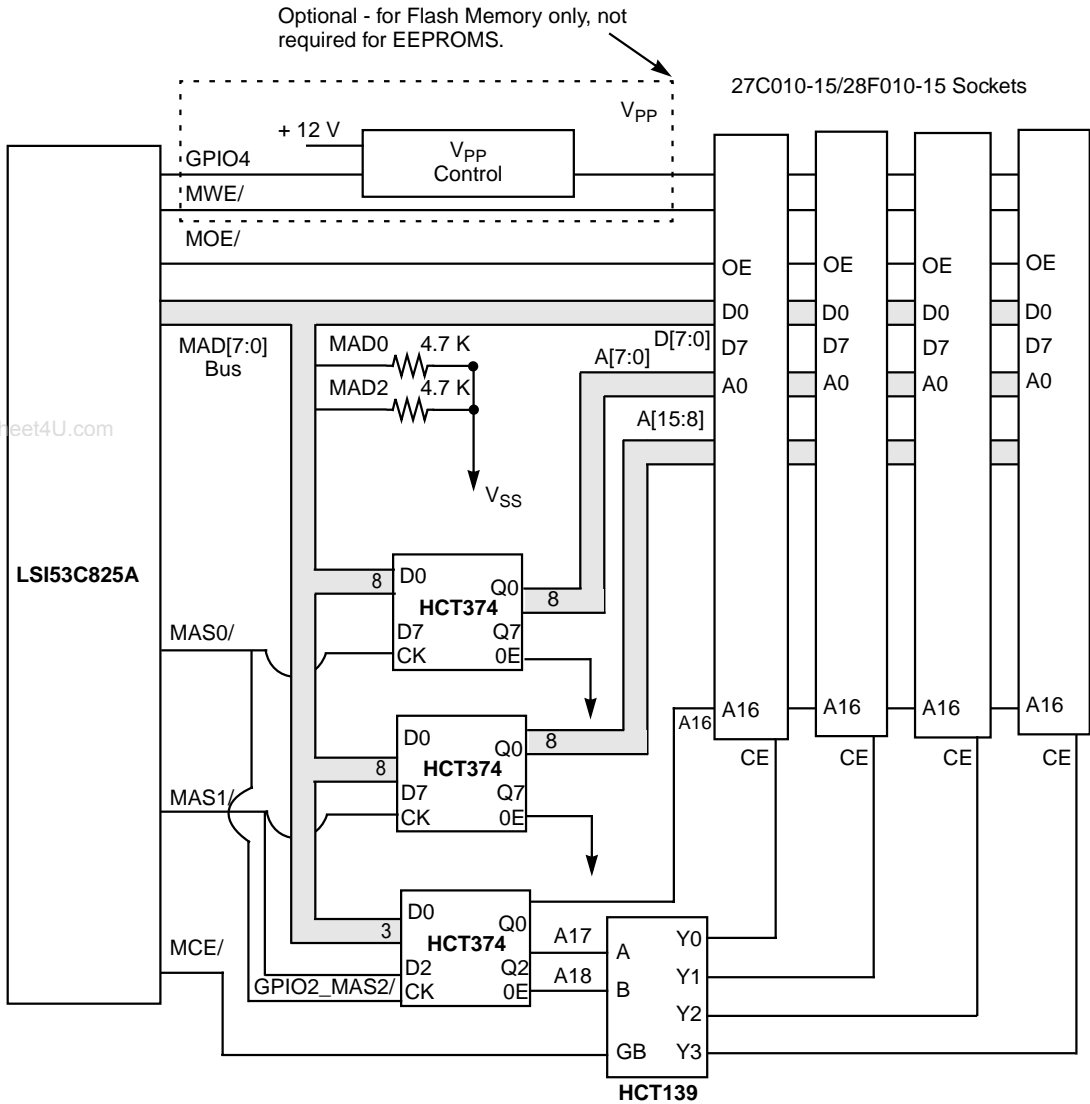 Optional - for Flash Memory only, not
required for EEPROMS.
27C010-15/28F010-15 Sockets
VPP
+ 12 V
VPP
Control
GPIO4
MWE/
MOE/
OE
OE
OE
OE
D0
D0
D0
D0
MAD[7:0]
Bus
MAD0
4.7 K
MAD2
4.7 K
D[7:0]
A[7:0]
D7
D7
D7
D7
A0
A0
A0
A0
A[15:8]
heet4U.com
VSS
LSI53C825A
8
D0
Q0
8
HCT374
D7
Q7
CK
0E
MAS0/
A16
A16
A16
A16
A16
D0
Q0
8
8
HCT374
D7
Q7
CK
0E
CE
CE
CE
CE
MAS1/
D0
Q0
3
HCT374
D2
Q2
CK
0E
MCE/
GPIO2_MAS2/
A17
A18
A
B
GB
Y0
Y1
Y2
Y3
HCT139